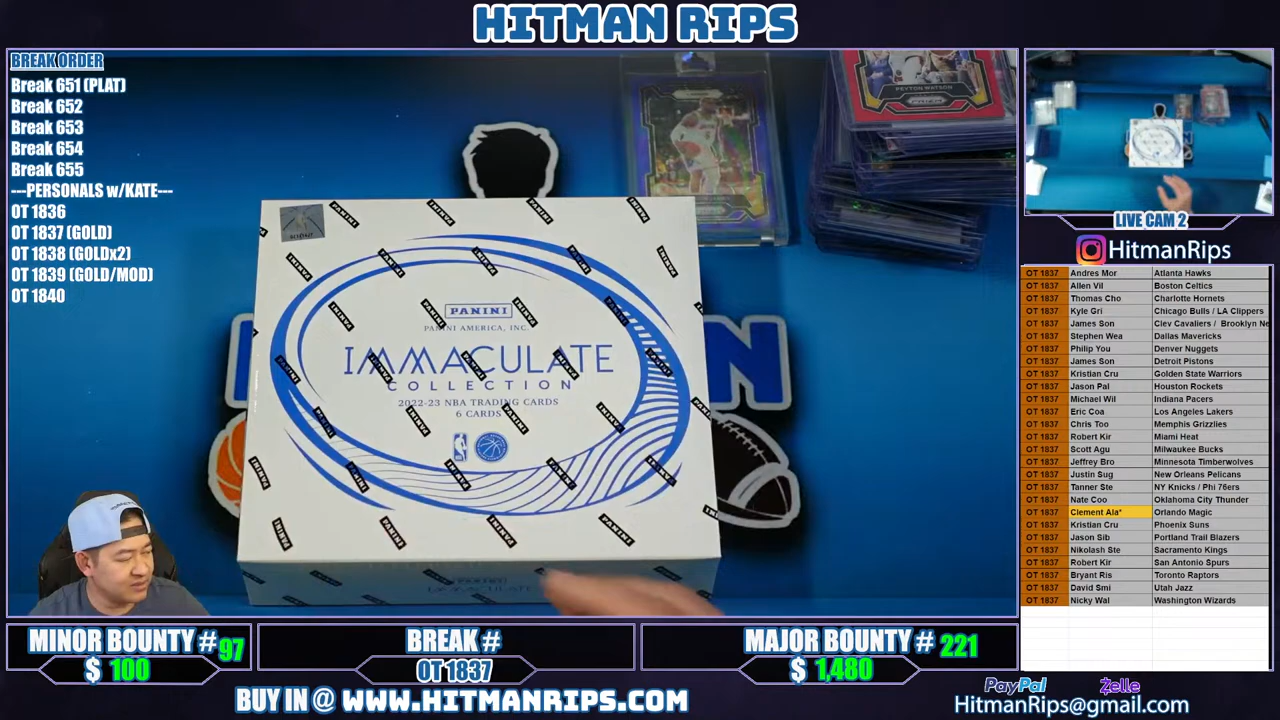 HITMAN RIPS
BREAK ORDER
Break 651 (PLAT)
Break 652
Break 653
Break 654
Break 655
---PERSONALS w/KATE---
OT 1836
OT 1837 (GOLD)
OT 1838 (GOLDx2)
OT 1839 (GOLD/MOD)
OT 1840
PEYTON WATSON
PANINI
PANINI AMERICA, INC.
IMMACULATE
COLLECTION
2022-23 NBA TRADING CARDS
6 CARDS
PANINI
IMMACULATE
LIVE CAM 2
HitmanRips
OT 1837 Andres Mor Atlanta Hawks
OT 1837 Allen Vil Boston Celtics
OT 1837 Thomas Cho Charlotte Hornets
OT 1837 Kyle Gri Chicago Bulls / LA Clippers
OT 1837 James Son Clev Cavaliers / Brooklyn Ne
OT 1837 Stephen Wea Dallas Mavericks
OT 1837 Philip You Denver Nuggets
OT 1837 James Son Detroit Pistons
OT 1837 Kristian Cru Golden State Warriors
OT 1837 Jason Pal Houston Rockets
OT 1837 Michael Wil Indiana Pacers
OT 1837 Eric Coa Los Angeles Lakers
OT 1837 Chris Too Memphis Grizzlies
OT 1837 Robert Kir Miami Heat
OT 1837 Scott Agu Milwaukee Bucks
OT 1837 Jeffrey Bro Minnesota Timberwolves
OT 1837 Justin Sug New Orleans Pelicans
OT 1837 Tanner Ste NY Knicks / Phi 76ers
OT 1837 Nate Coo Oklahoma City Thunder
OT 1837 Clement Ala* Orlando Magic
OT 1837 Kristian Cru Phoenix Suns
OT 1837 Jason Sib Portland Trail Blazers
OT 1837 Nikolash Ste Sacramento Kings
OT 1837 Robert Kir San Antonio Spurs
OT 1837 Bryant Ris Toronto Raptors
OT 1837 David Smi Utah Jazz
OT 1837 Nicky Wal Washington Wizards
MINOR BOUNTY # 97
$ 100
BREAK #
OT 1837
MAJOR BOUNTY # 221
$ 1,480
BUY IN @ WWW.HITMANRIPS.COM
PayPal Zelle
HitmanRips@gmail.com